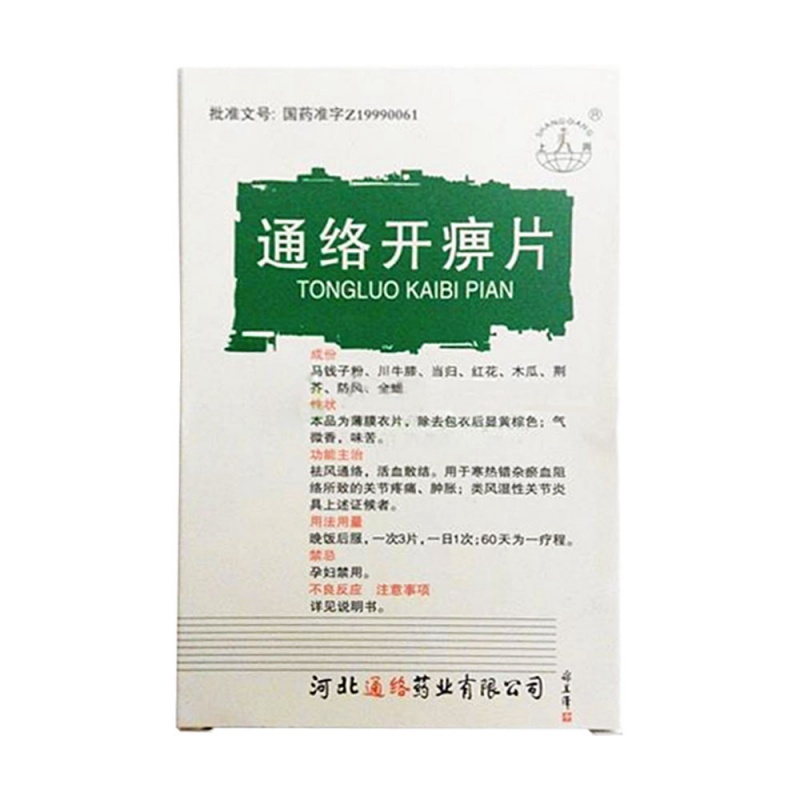 批准文号: 国药准字Z19990061
SHANGQIANG
®
通络开痹片
TONGLUO KAIBI PIAN
成份
马钱子粉、川牛膝、当归、红花、木瓜、荆
芥、防风、全蝎
性状
本品为薄膜衣片，除去包衣后显黄棕色；气
微香，味苦。
功能主治
祛风通络，活血散结。用于寒热错杂瘀血阻
络所致的关节疼痛、肿胀；类风湿性关节炎
具上述证候者。
用法用量
晚饭后服，一次3片，一日1次；60天为一疗程。
禁忌
孕妇禁用。
不良反应 注意事项
详见说明书。
河北通络药业有限公司